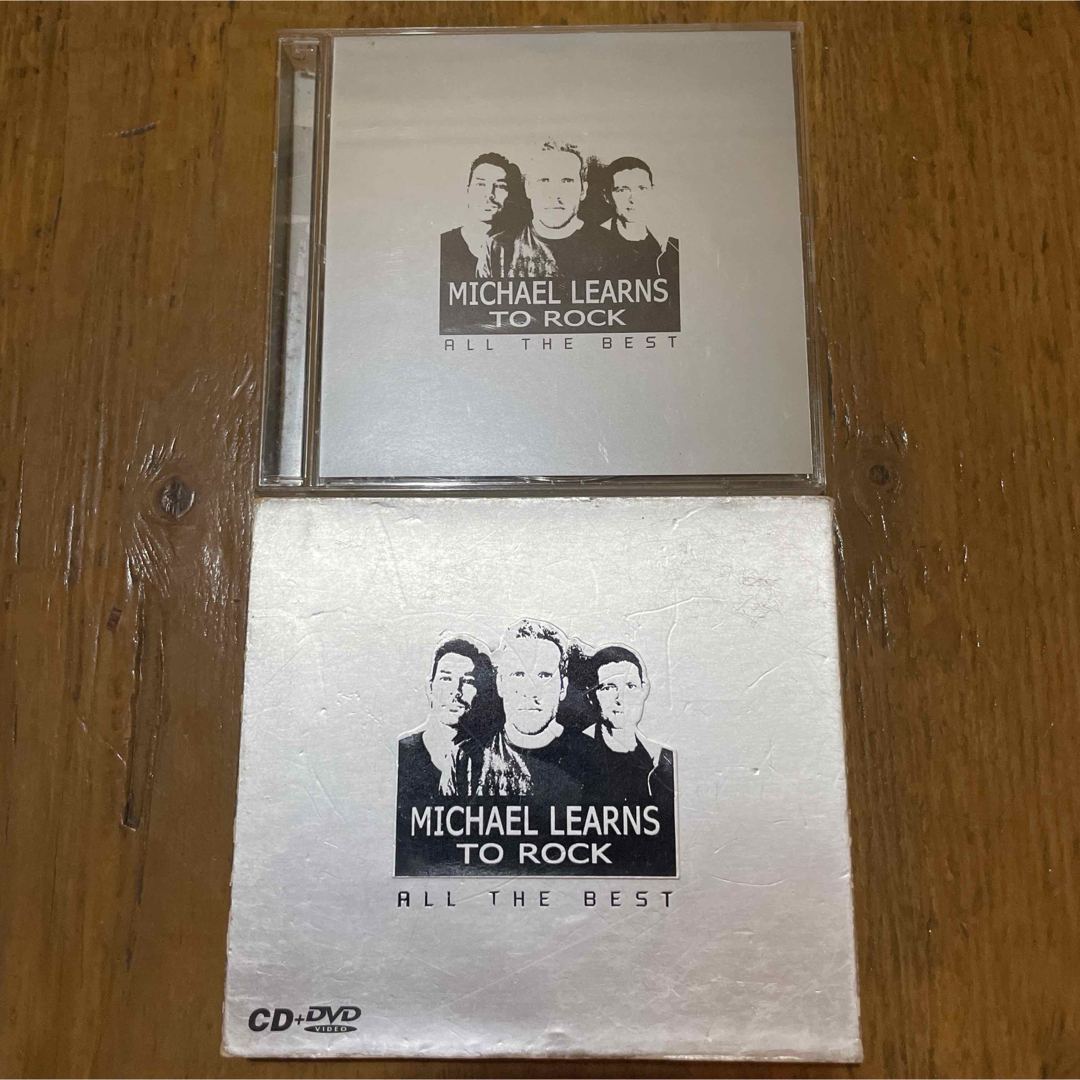 MICHAEL LEARNS
TO ROCK
ALL THE BEST
MICHAEL LEARNS
TO ROCK
ALL THE BEST
CD+DVD
VIDEO